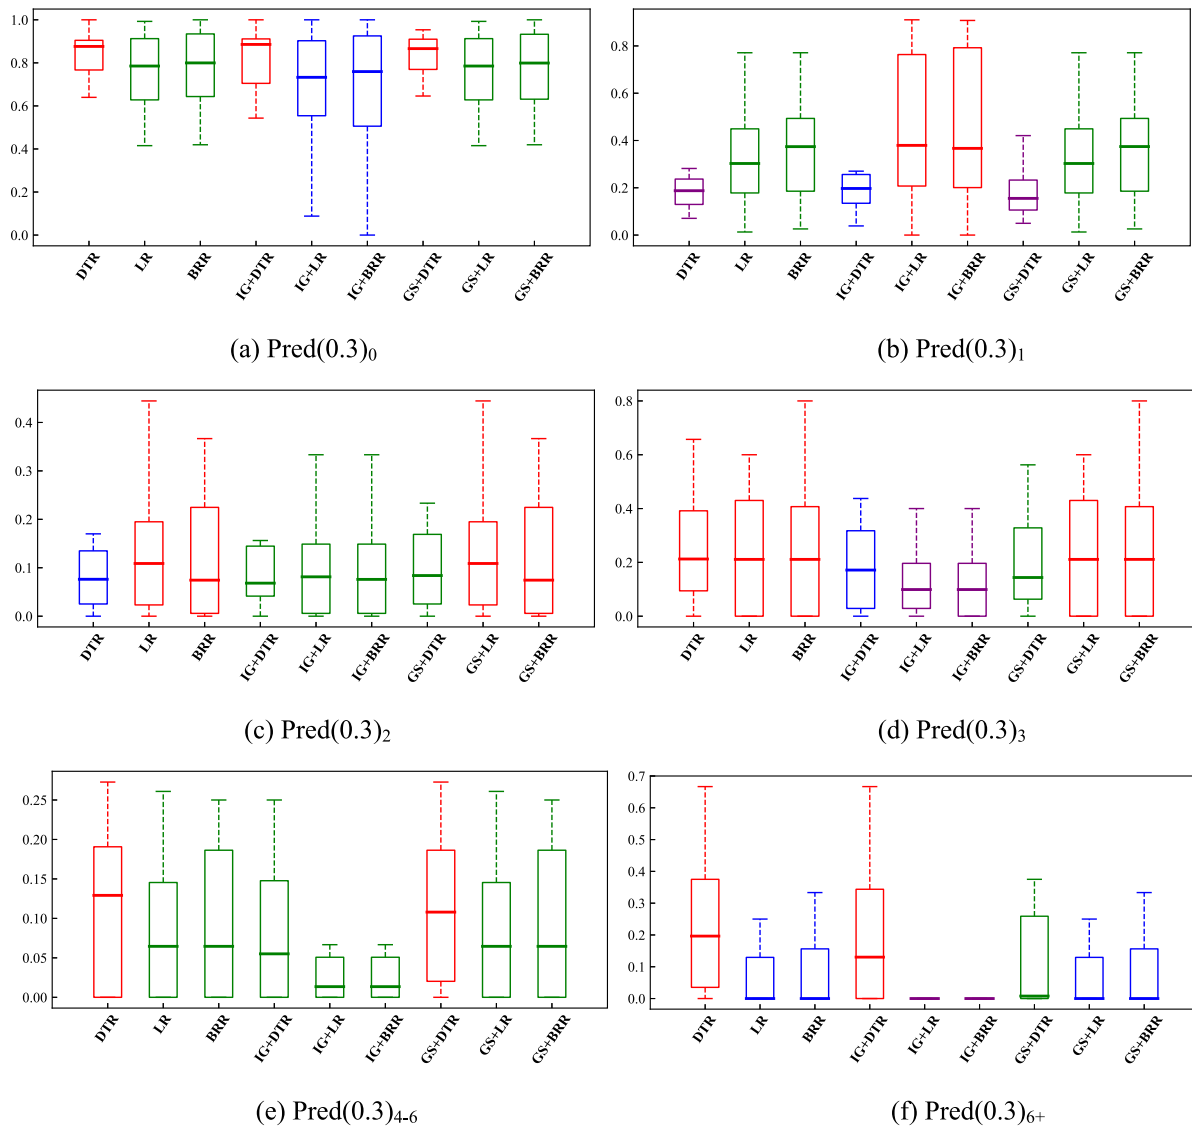 1.0
0.8
0.6
0.4
0.2
0.0
DTR LR BRR IG+DTR IG+LR IG+BRR GS+DTR GS+LR GS+BRR
(a) Pred(0.3)₀
0.8
0.6
0.4
0.2
0.0
DTR LR BRR IG+DTR IG+LR IG+BRR GS+DTR GS+LR GS+BRR
(b) Pred(0.3)₁
0.4
0.3
0.2
0.1
0.0
DTR LR BRR IG+DTR IG+LR IG+BRR GS+DTR GS+LR GS+BRR
(c) Pred(0.3)₂
0.8
0.6
0.4
0.2
0.0
DTR LR BRR IG+DTR IG+LR IG+BRR GS+DTR GS+LR GS+BRR
(d) Pred(0.3)₃
0.25
0.20
0.15
0.10
0.05
0.00
DTR LR BRR IG+DTR IG+LR IG+BRR GS+DTR GS+LR GS+BRR
(e) Pred(0.3)₄₋₆
0.7
0.6
0.5
0.4
0.3
0.2
0.1
0.0
DTR LR BRR IG+DTR IG+LR IG+BRR GS+DTR GS+LR GS+BRR
(f) Pred(0.3)₆₊